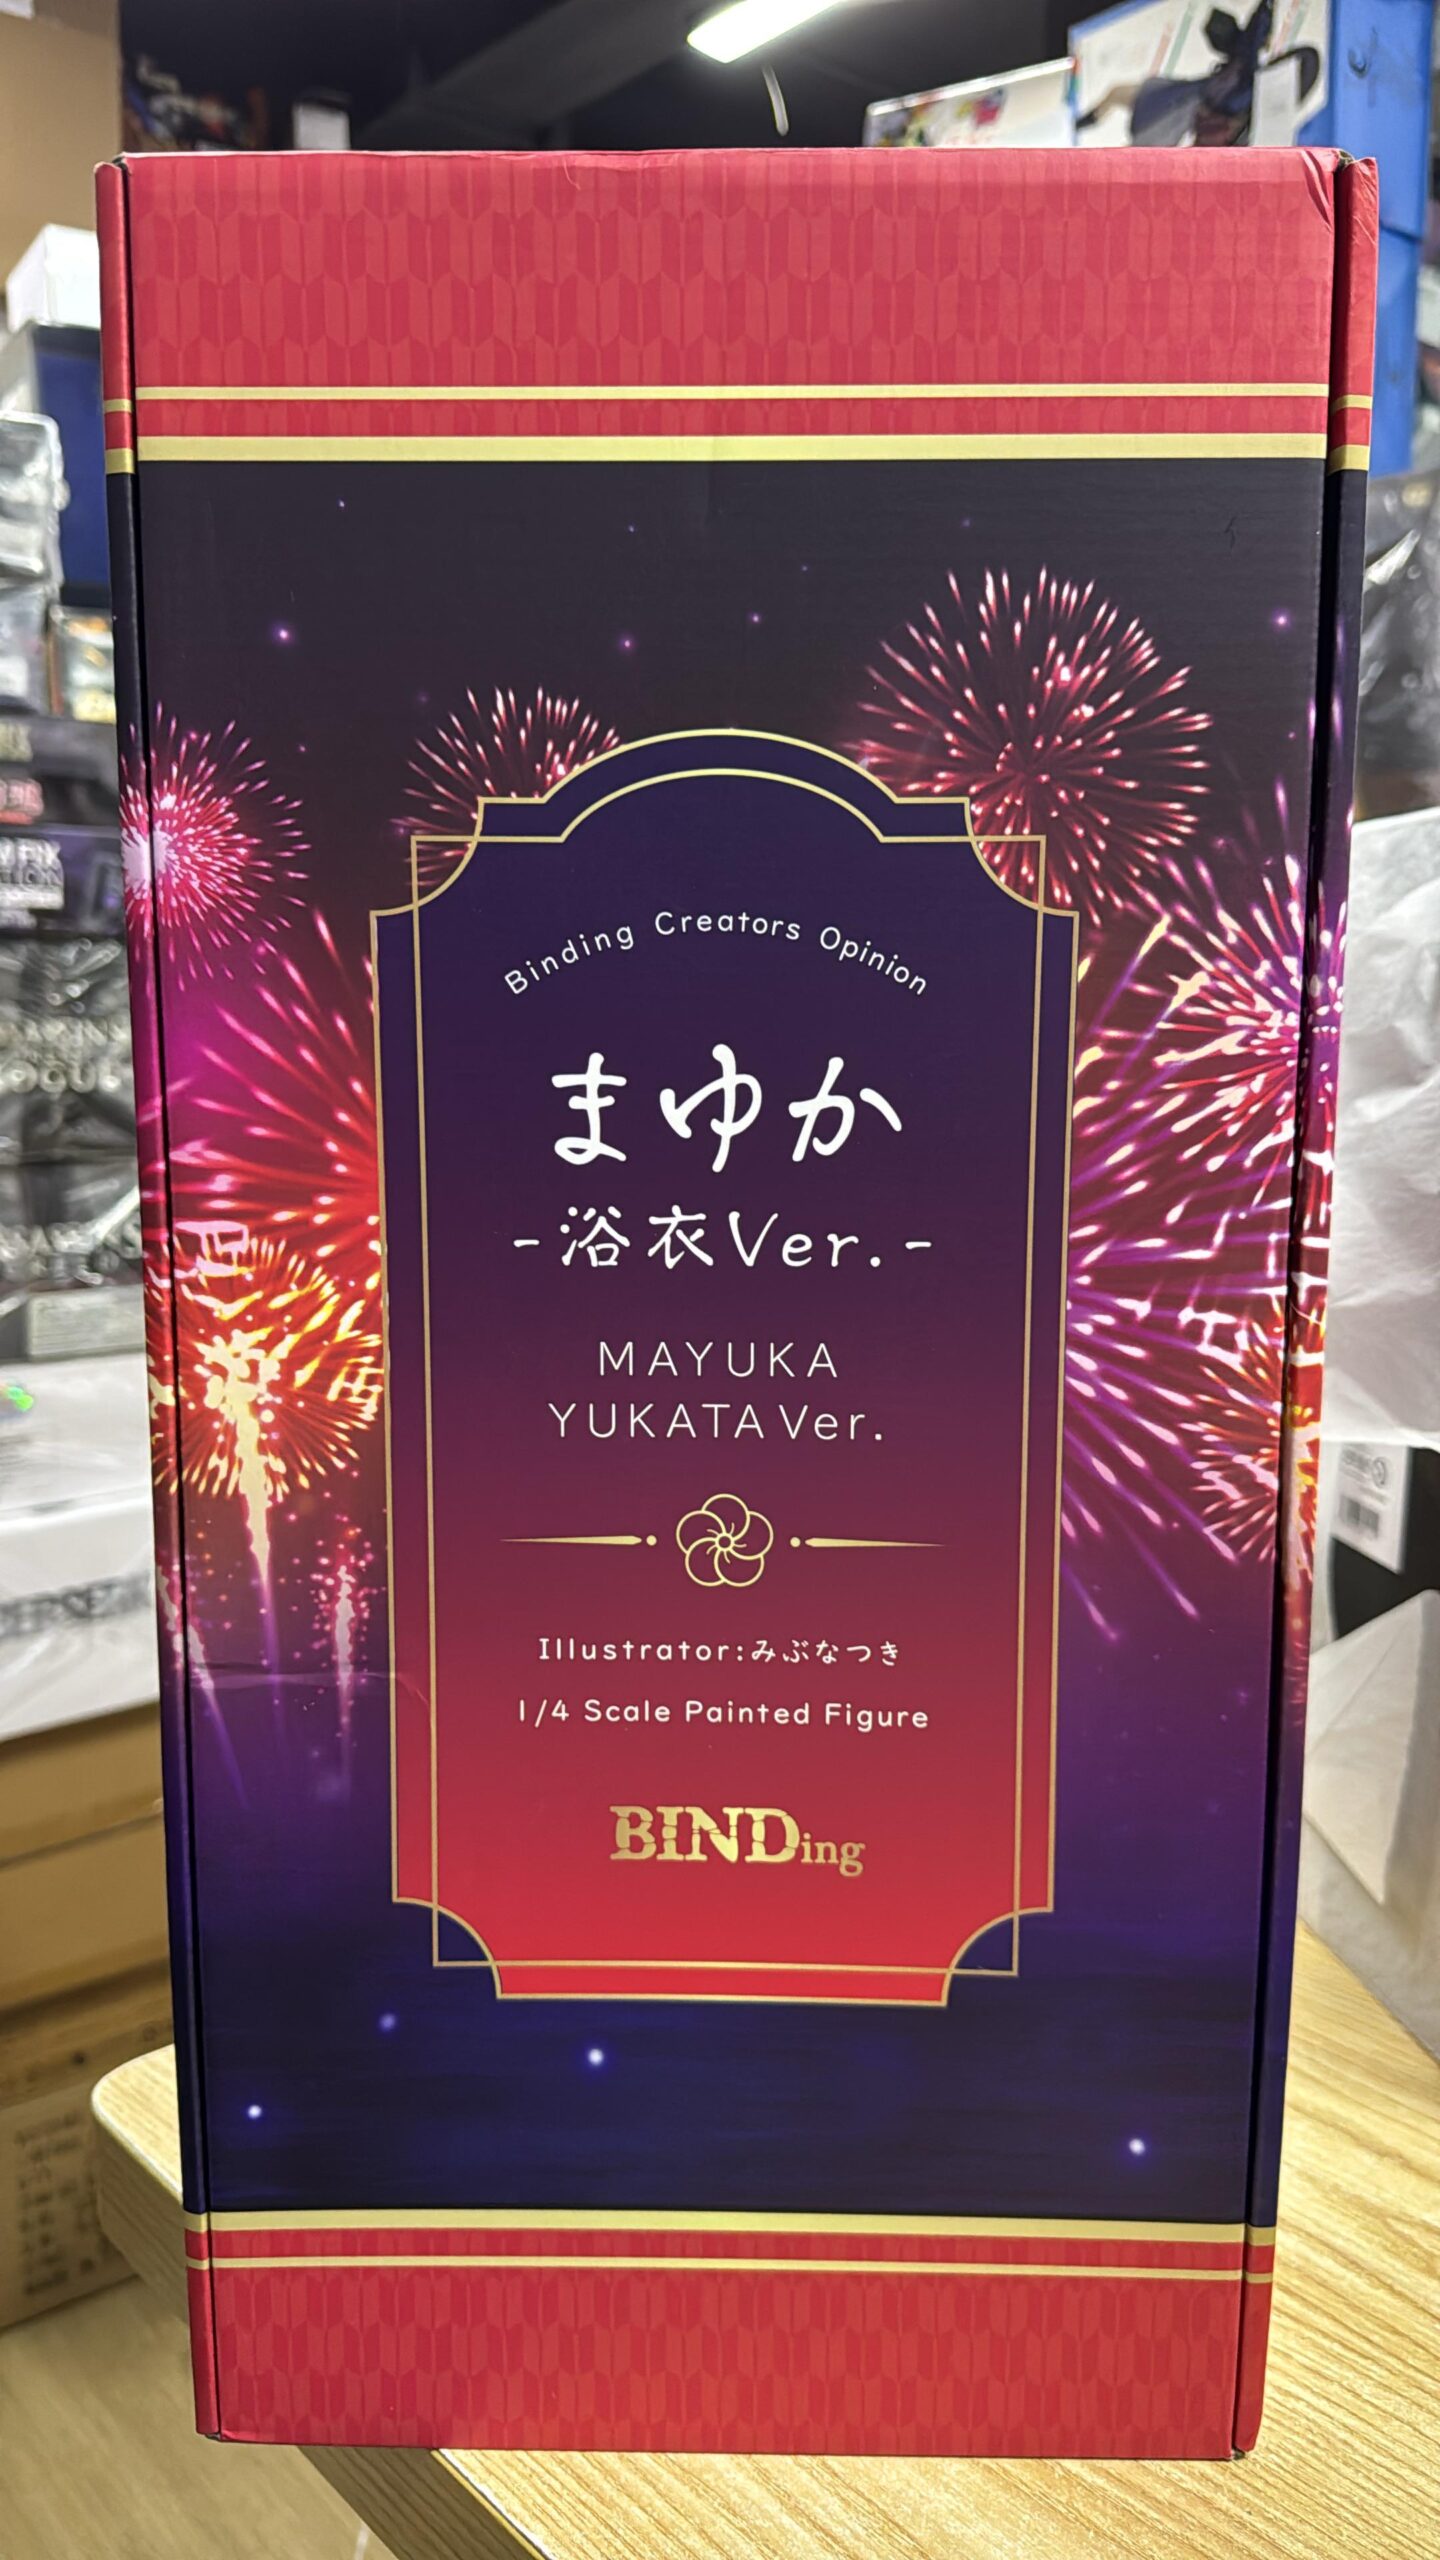 Binding Creators Opinion
まゆか
-浴衣Ver.-
MAYUKA
YUKATA Ver.
Illustrator:みぶなつき
1/4 Scale Painted Figure
BINDing